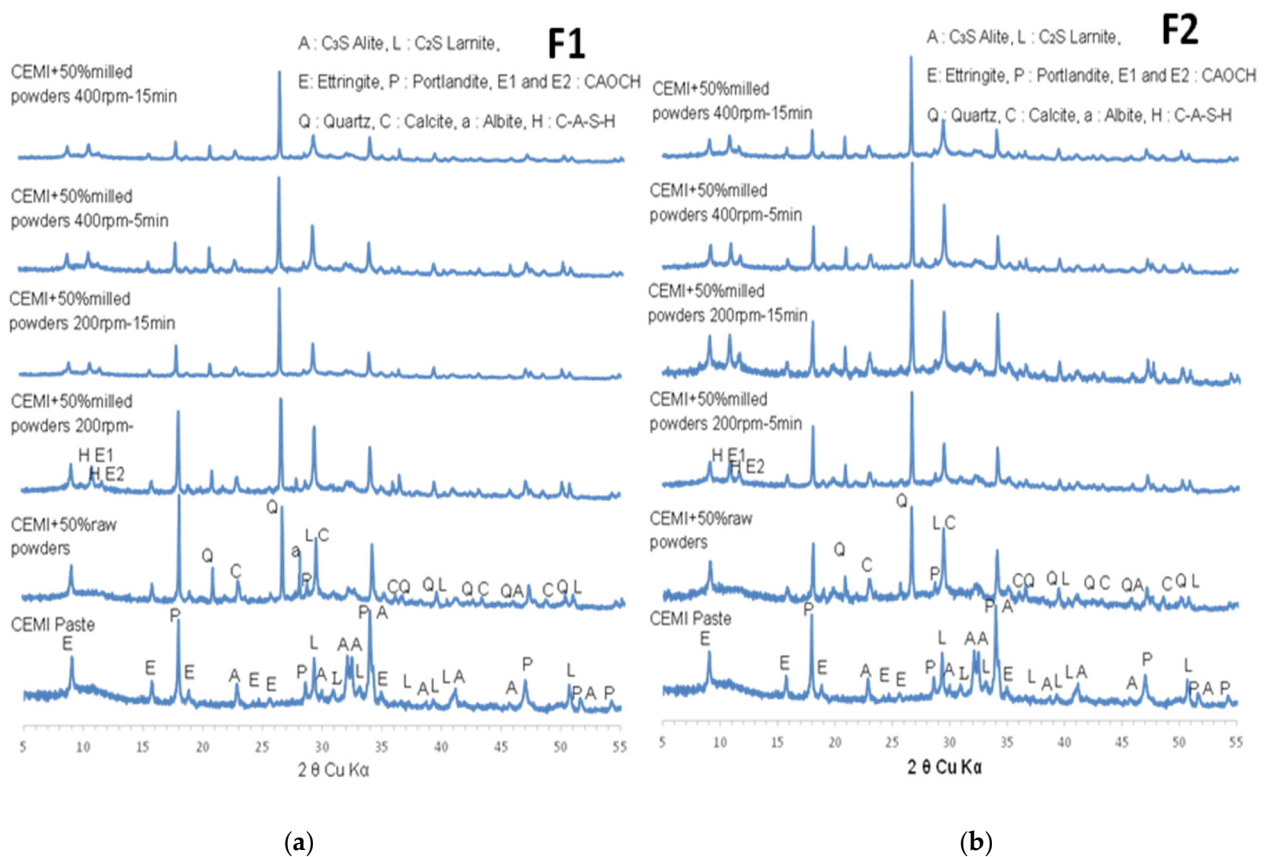 F1
A : C₃S Alite, L : C₂S Larnite,
E: Ettringite, P : Portlandite, E1 and E2 : CAOCH
Q : Quartz, C : Calcite, a : Albite, H : C-A-S-H
CEMI+50%milled
powders 400rpm-15min
CEMI+50%milled
powders 400rpm-5min
CEMI+50%milled
powders 200rpm-15min
CEMI+50%milled
powders 200rpm-
H E1
H E2
CEMI+50%raw
powders
Q C Q a P L C C Q Q L Q C Q A C Q L
CEMI Paste
E E P E A E E P L A L A A L P A E L A L L A A P L P A P
5 10 15 20 25 30 35 40 45 50 55
2 θ Cu Kα
(a)
F2
A : C₃S Alite, L : C₂S Larnite,
E: Ettringite, P : Portlandite, E1 and E2 : CAOCH
Q : Quartz, C : Calcite, a : Albite, H : C-A-S-H
CEMI+50%milled
powders 400rpm-15min
CEMI+50%milled
powders 400rpm-5min
CEMI+50%milled
powders 200rpm-15min
CEMI+50%milled
powders 200rpm-5min
H E1
H E2
CEMI+50%raw
powders
Q C Q P L C C Q Q L Q C Q A C Q L
CEMI Paste
E E P E A E E P L A L A A L P A E L A L L A A P L P A P
5 10 15 20 25 30 35 40 45 50 55
2 θ Cu Kα
(b)